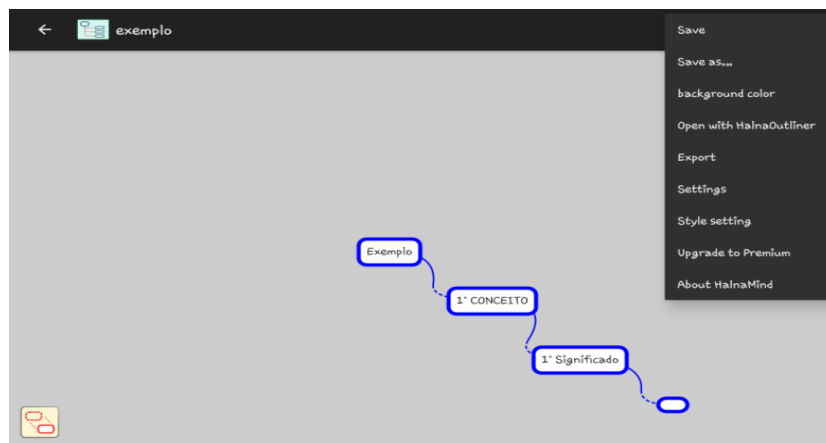 exemplo
Save
Save as...
background color
Open with HalnaOutliner
Export
Settings
Style setting
Upgrade to Premium
About HalnaMind
Exemplo
1° CONCEITO
1° Significado